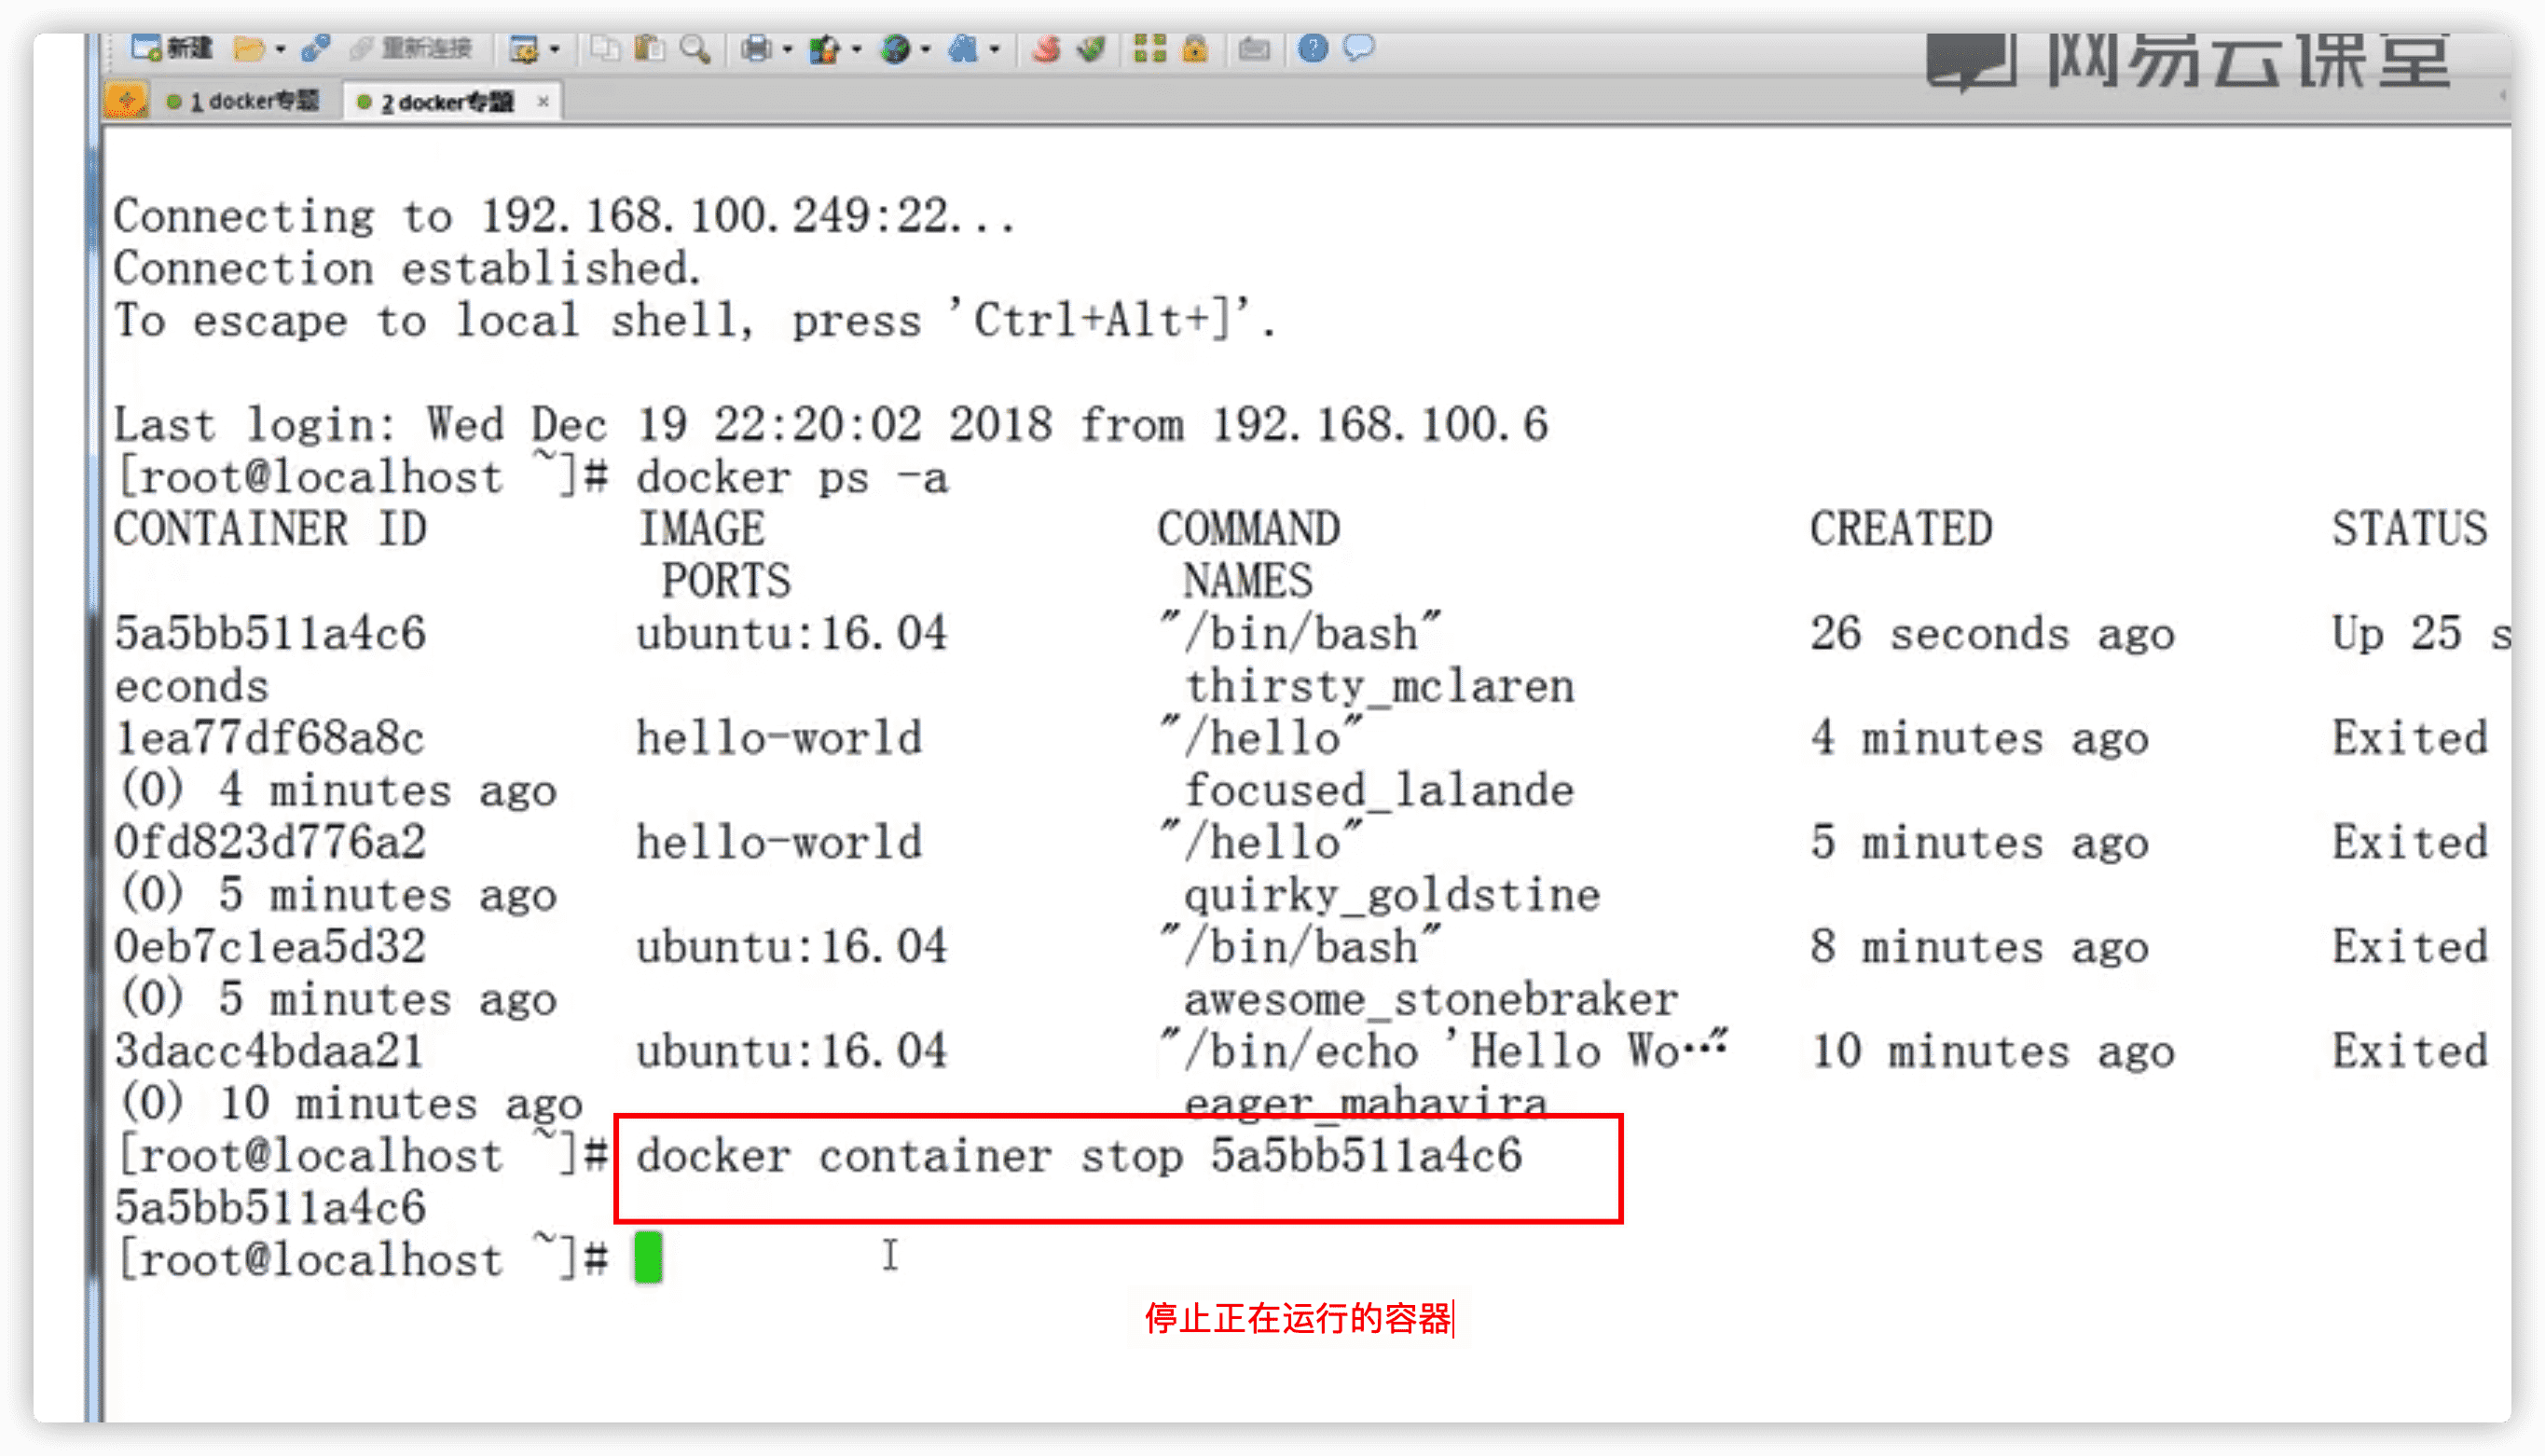 新建 重新连接
网易云课堂
1 docker专题 2 docker专题 ×
Connecting to 192.168.100.249:22...
Connection established.
To escape to local shell, press 'Ctrl+Alt+]'.
Last login: Wed Dec 19 22:20:02 2018 from 192.168.100.6
[root@localhost ~]# docker ps -a
CONTAINER ID IMAGE COMMAND CREATED STATUS
PORTS NAMES
5a5bb511a4c6 ubuntu:16.04 "/bin/bash" 26 seconds ago Up 25 s
econds thirsty_mclaren
1ea77df68a8c hello-world "/hello" 4 minutes ago Exited
(0) 4 minutes ago focused_lalande
0fd823d776a2 hello-world "/hello" 5 minutes ago Exited
(0) 5 minutes ago quirky_goldstine
0eb7c1ea5d32 ubuntu:16.04 "/bin/bash" 8 minutes ago Exited
(0) 5 minutes ago awesome_stonebraker
3dacc4bdaa21 ubuntu:16.04 "/bin/echo 'Hello Wo…" 10 minutes ago Exited
(0) 10 minutes ago eager_mahavira
[root@localhost ~]# docker container stop 5a5bb511a4c6
5a5bb511a4c6
[root@localhost ~]#
停止正在运行的容器